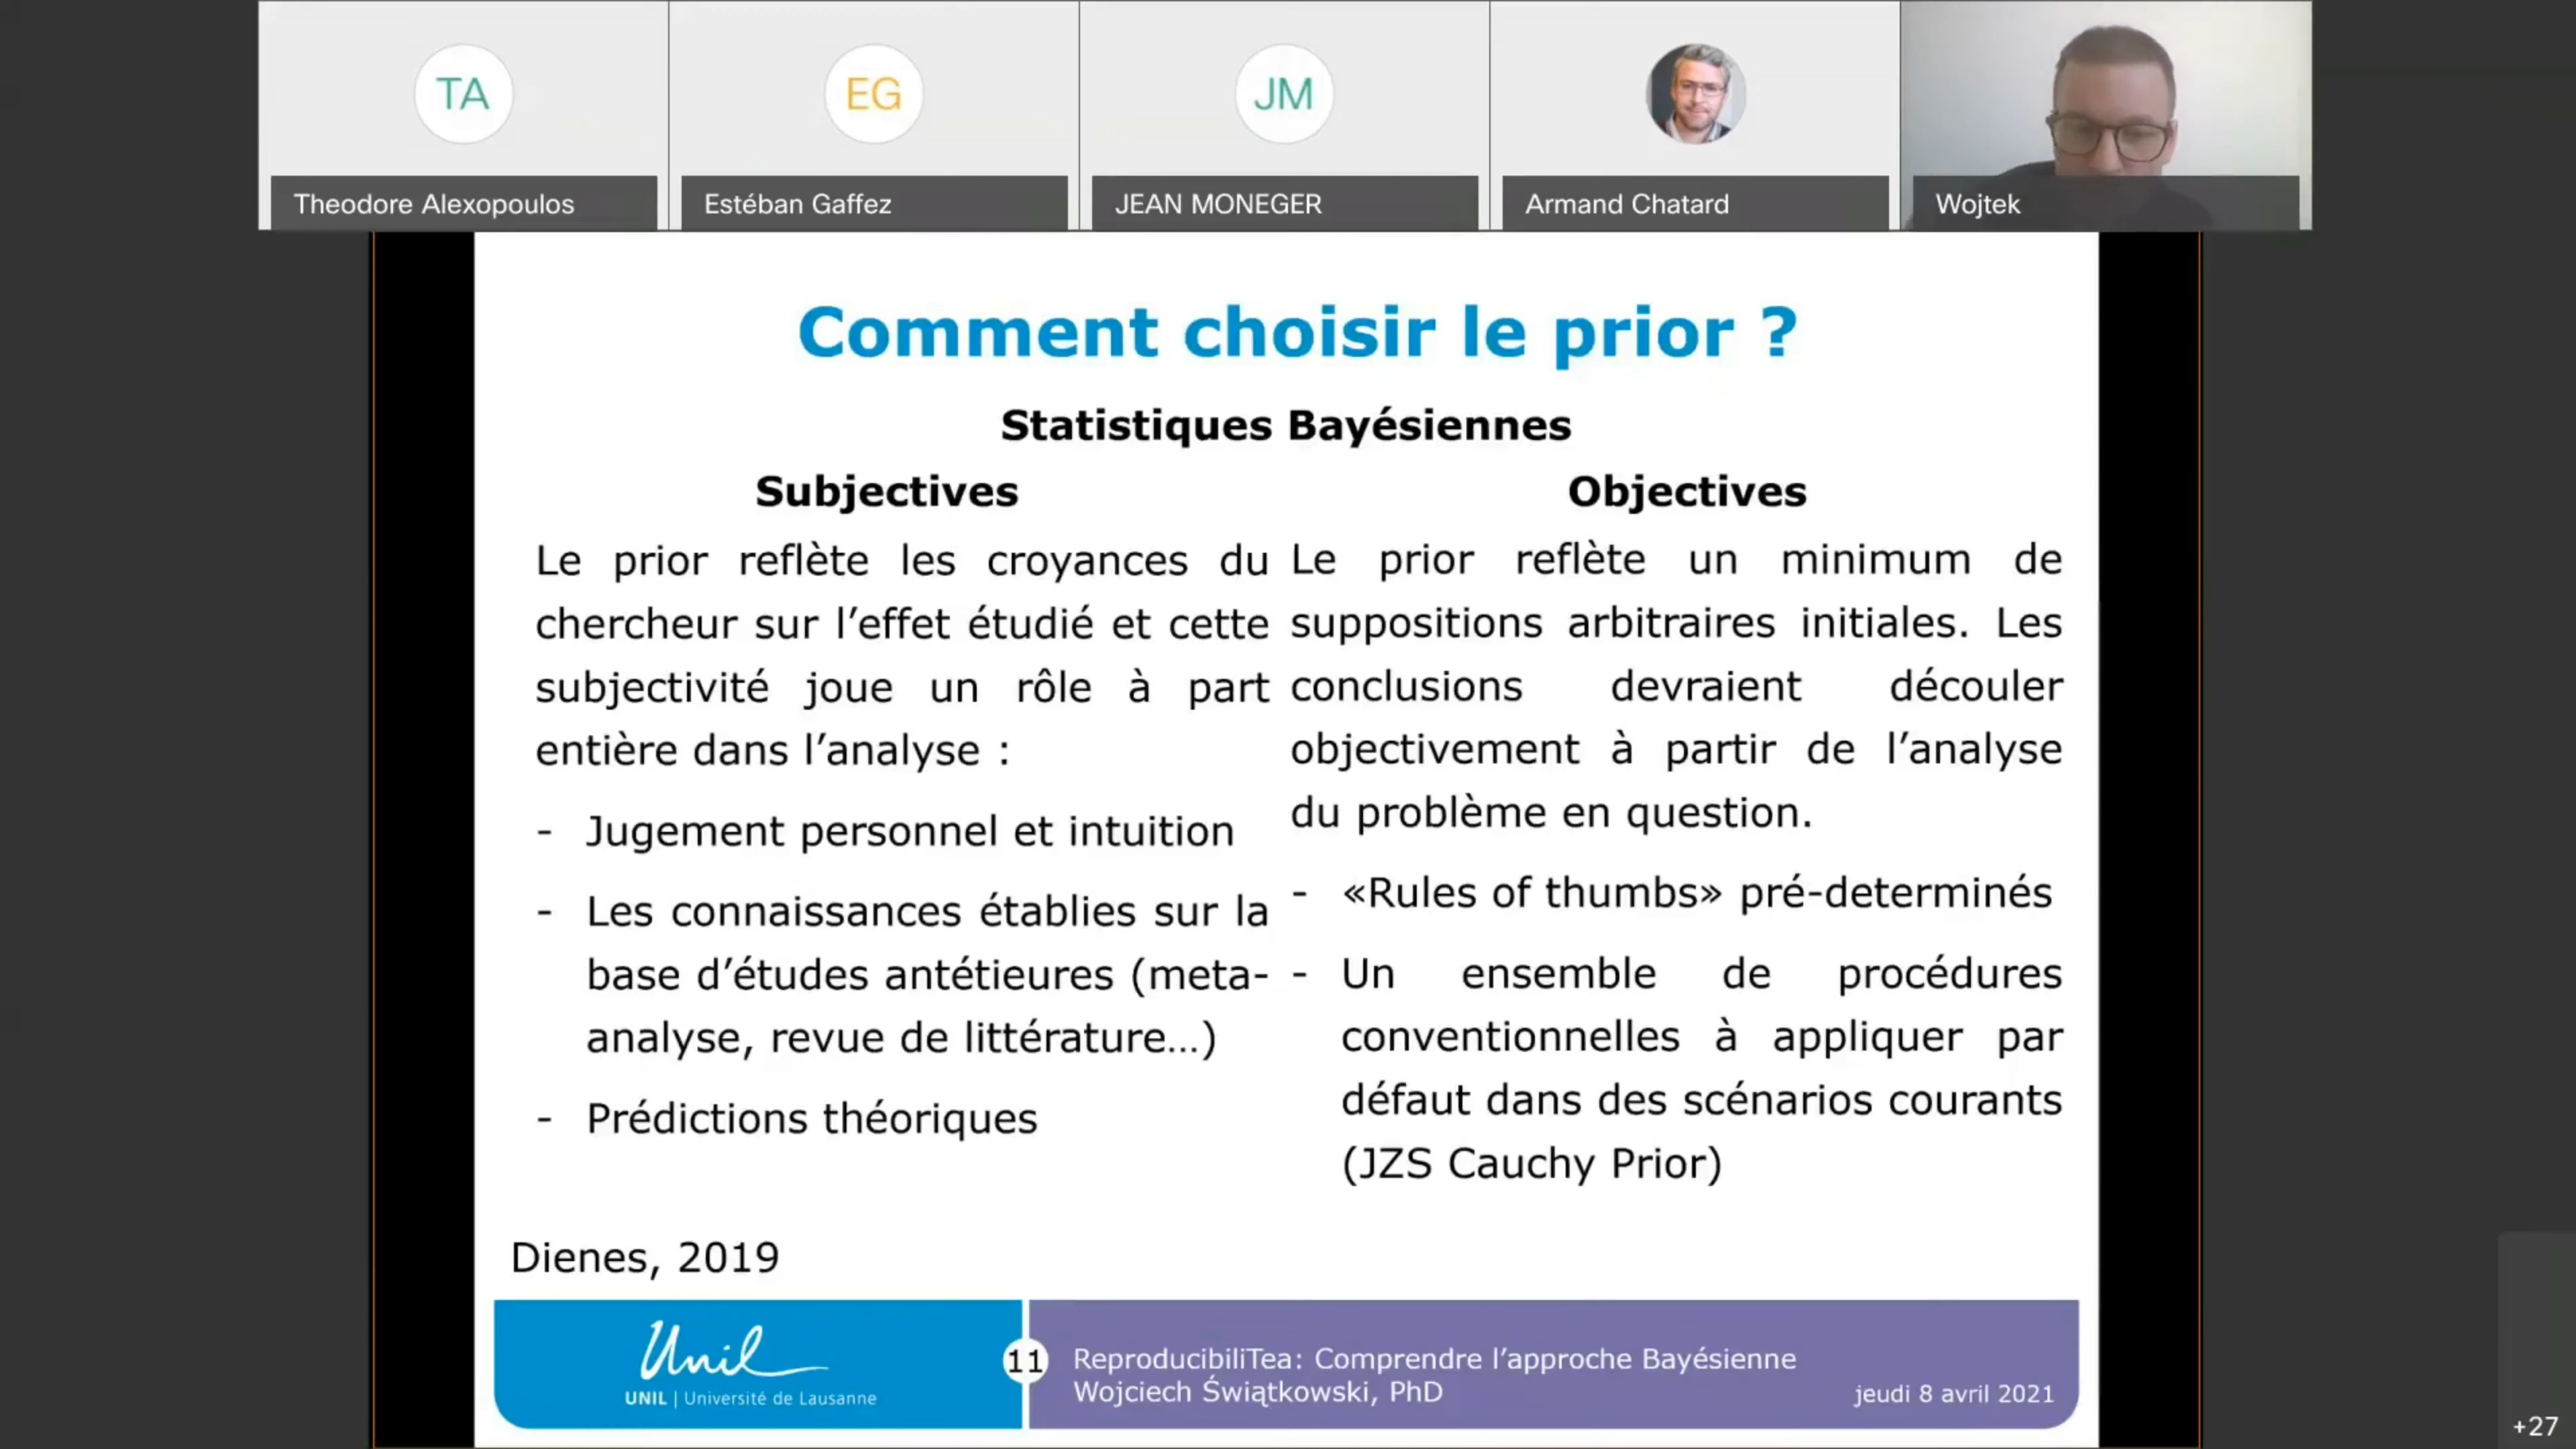 TA
EG
JM
Theodore Alexopoulos
Estéban Gaffez
JEAN MONEGER
Armand Chatard
Wojtek
Comment choisir le prior ?
Statistiques Bayésiennes
Subjectives
Le prior reflète les croyances du
chercheur sur l’effet étudié et cette
subjectivité joue un rôle à part
entière dans l’analyse :
- Jugement personnel et intuition
- Les connaissances établies sur la
base d’études antétieures (meta-
analyse, revue de littérature…)
- Prédictions théoriques
Objectives
Le prior reflète un minimum de
suppositions arbitraires initiales. Les
conclusions devraient découler
objectivement à partir de l’analyse
du problème en question.
- «Rules of thumbs» pré-determinés
- Un ensemble de procédures
conventionnelles à appliquer par
défaut dans des scénarios courants
(JZS Cauchy Prior)
Dienes, 2019
Unil
UNIL | Université de Lausanne
11
ReproducibiliTea: Comprendre l’approche Bayésienne
Wojciech Świątkowski, PhD
jeudi 8 avril 2021
+27